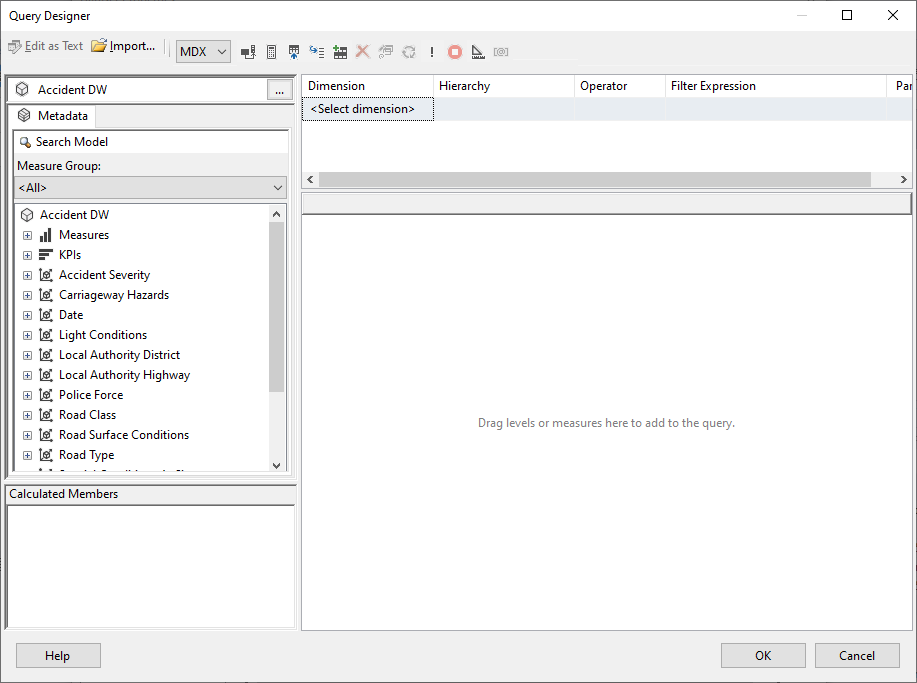 Query Designer
Edit as Text Import... MDX
Accident DW ...
Metadata
Search Model
Measure Group:
<All>
Accident DW
Measures
KPIs
Accident Severity
Carriageway Hazards
Date
Light Conditions
Local Authority District
Local Authority Highway
Police Force
Road Class
Road Surface Conditions
Road Type
Calculated Members
Dimension Hierarchy Operator Filter Expression Par
<Select dimension>
Drag levels or measures here to add to the query.
Help OK Cancel